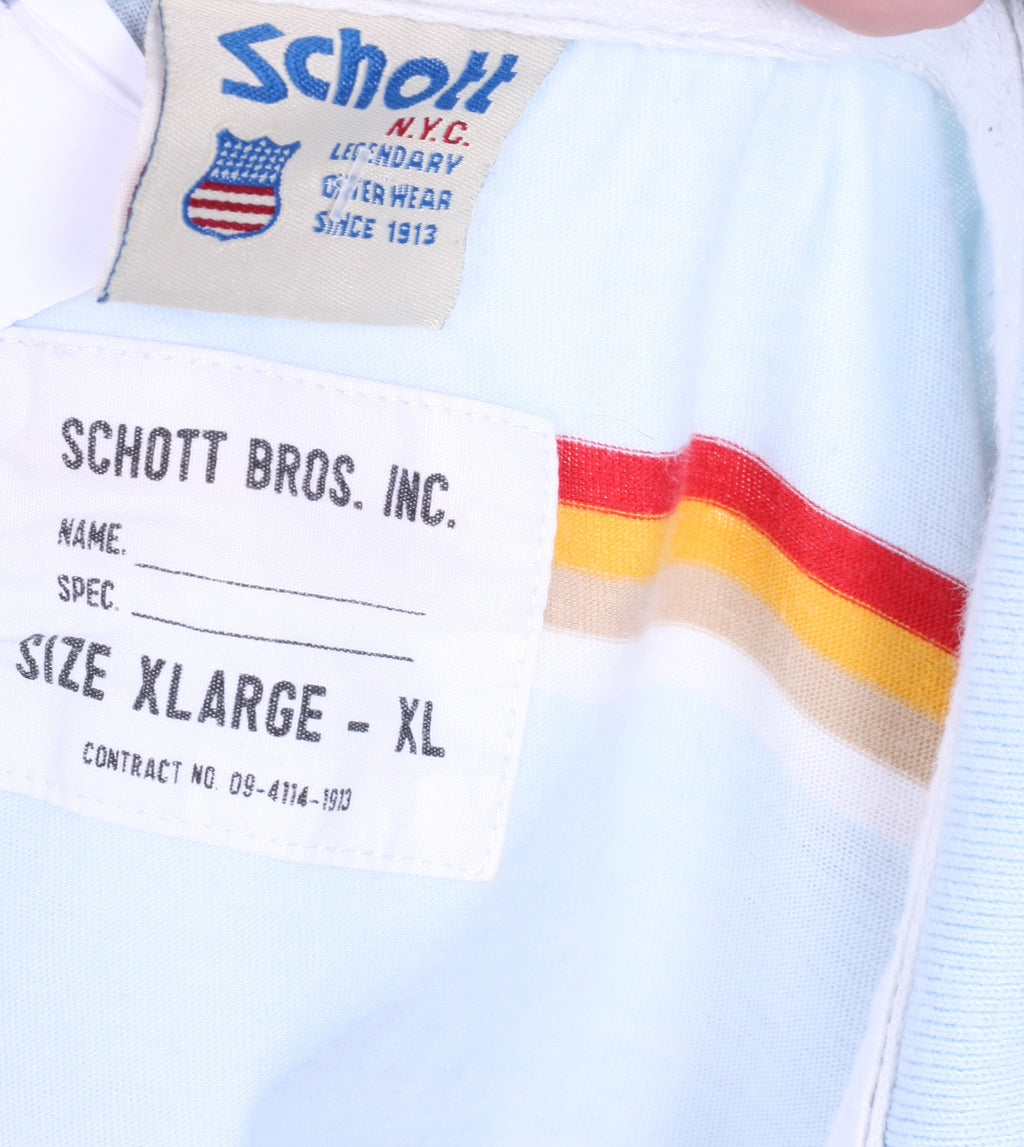 Schott
N.Y.C.
LEGENDARY
OUTER WEAR
SINCE 1913
SCHOTT BROS. INC.
NAME.
SPEC.
SIZE XLARGE - XL
CONTRACT NO. 09-4114-1913